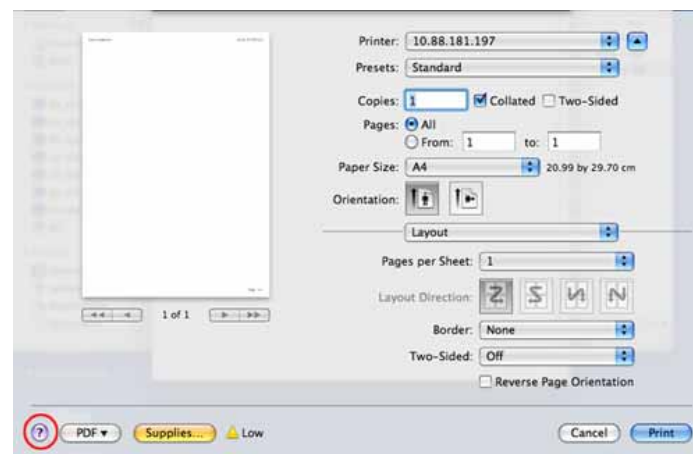 Printer: 10.88.181.197
Presets: Standard
Copies: 1 Collated Two-Sided
Pages: All
From: 1 to: 1
Paper Size: A4 20.99 by 29.70 cm
Orientation:
Layout
Pages per Sheet: 1
Layout Direction:
Border: None
Two-Sided: Off
Reverse Page Orientation
1 of 1
? PDF Supplies... Low Cancel Print